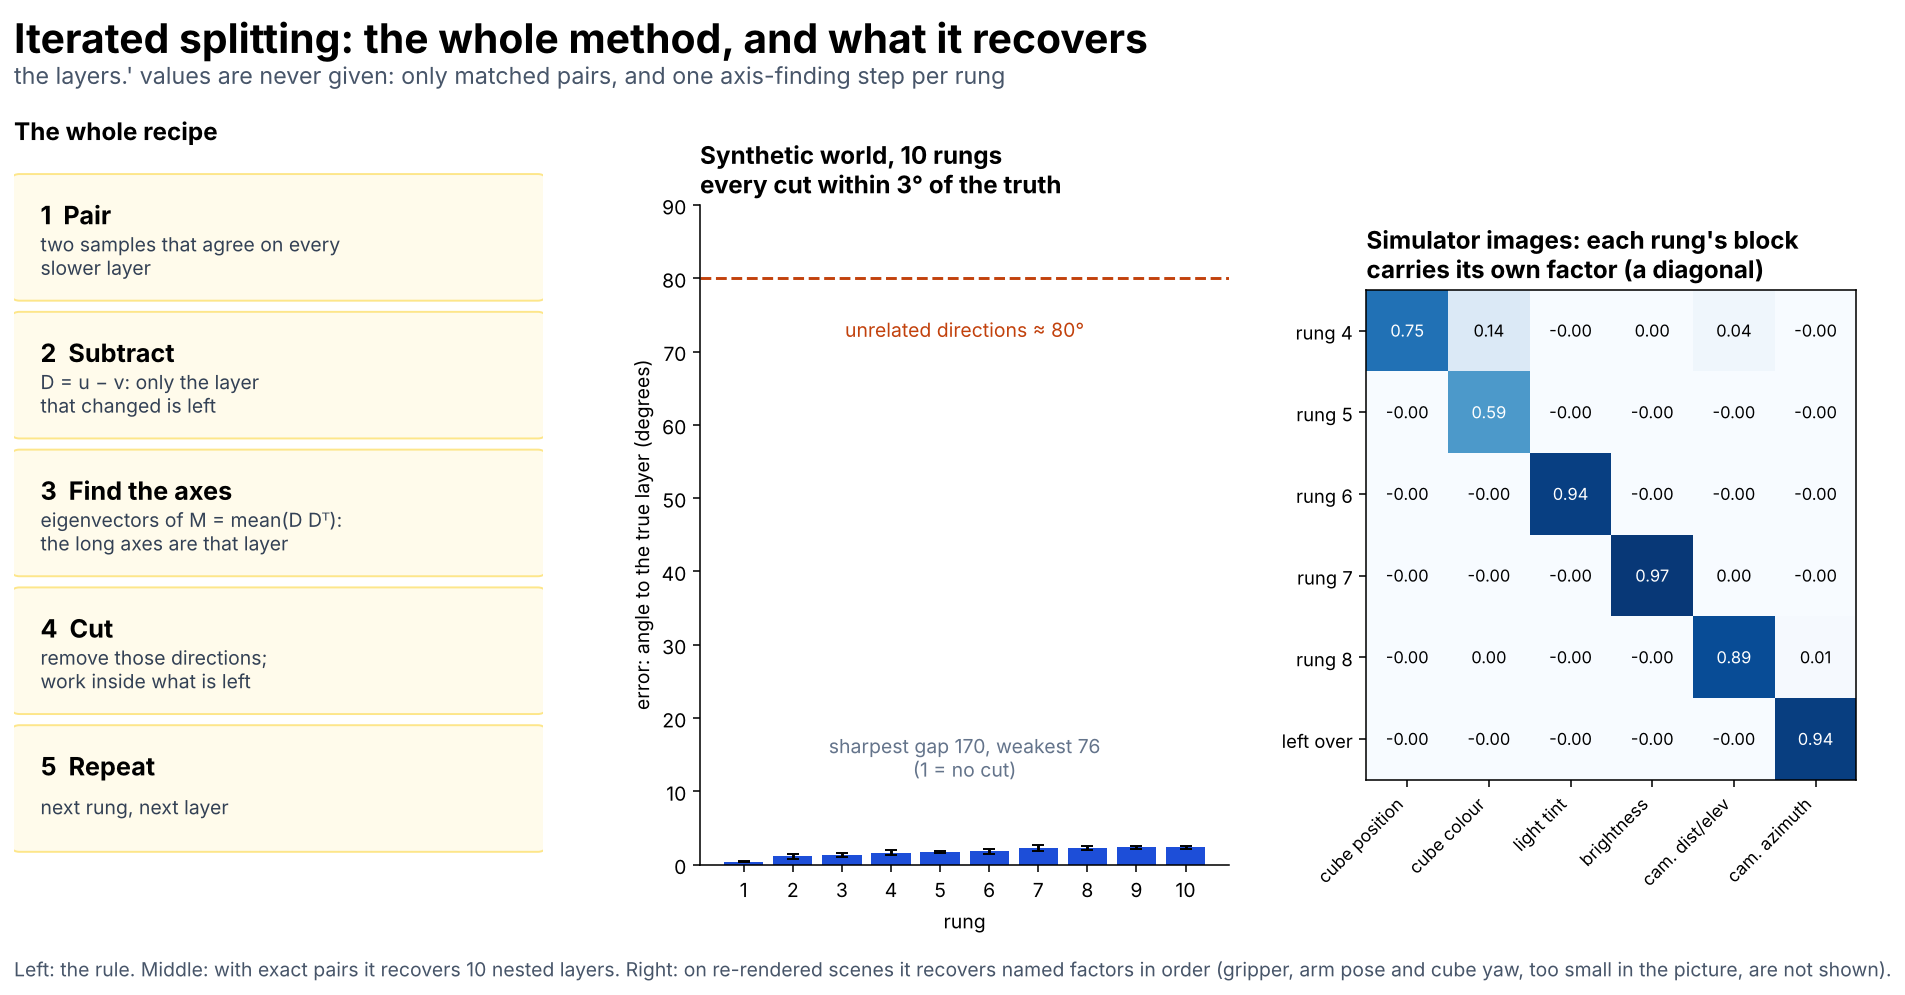 Iterated splitting: the whole method, and what it recovers
the layers.' values are never given: only matched pairs, and one axis-finding step per rung
The whole recipe
1 Pair
two samples that agree on every
slower layer
2 Subtract
D = u − v: only the layer
that changed is left
3 Find the axes
eigenvectors of M = mean(D Dᵀ):
the long axes are that layer
4 Cut
remove those directions;
work inside what is left
5 Repeat
next rung, next layer
Synthetic world, 10 rungs
every cut within 3° of the truth
error: angle to the true layer (degrees)
90
80
70
60
50
40
30
20
10
0
unrelated directions ≈ 80°
sharpest gap 170, weakest 76
(1 = no cut)
1 2 3 4 5 6 7 8 9 10
rung
Simulator images: each rung's block
carries its own factor (a diagonal)
rung 4 0.75 0.14 -0.00 0.00 0.04 -0.00
rung 5 -0.00 0.59 -0.00 -0.00 -0.00 -0.00
rung 6 -0.00 -0.00 0.94 -0.00 -0.00 -0.00
rung 7 -0.00 -0.00 -0.00 0.97 0.00 -0.00
rung 8 -0.00 0.00 -0.00 -0.00 0.89 0.01
left over -0.00 -0.00 -0.00 -0.00 -0.00 0.94
cube position
cube colour
light tint
brightness
cam. dist/elev
cam. azimuth
Left: the rule. Middle: with exact pairs it recovers 10 nested layers. Right: on re-rendered scenes it recovers named factors in order (gripper, arm pose and cube yaw, too small in the picture, are not shown).